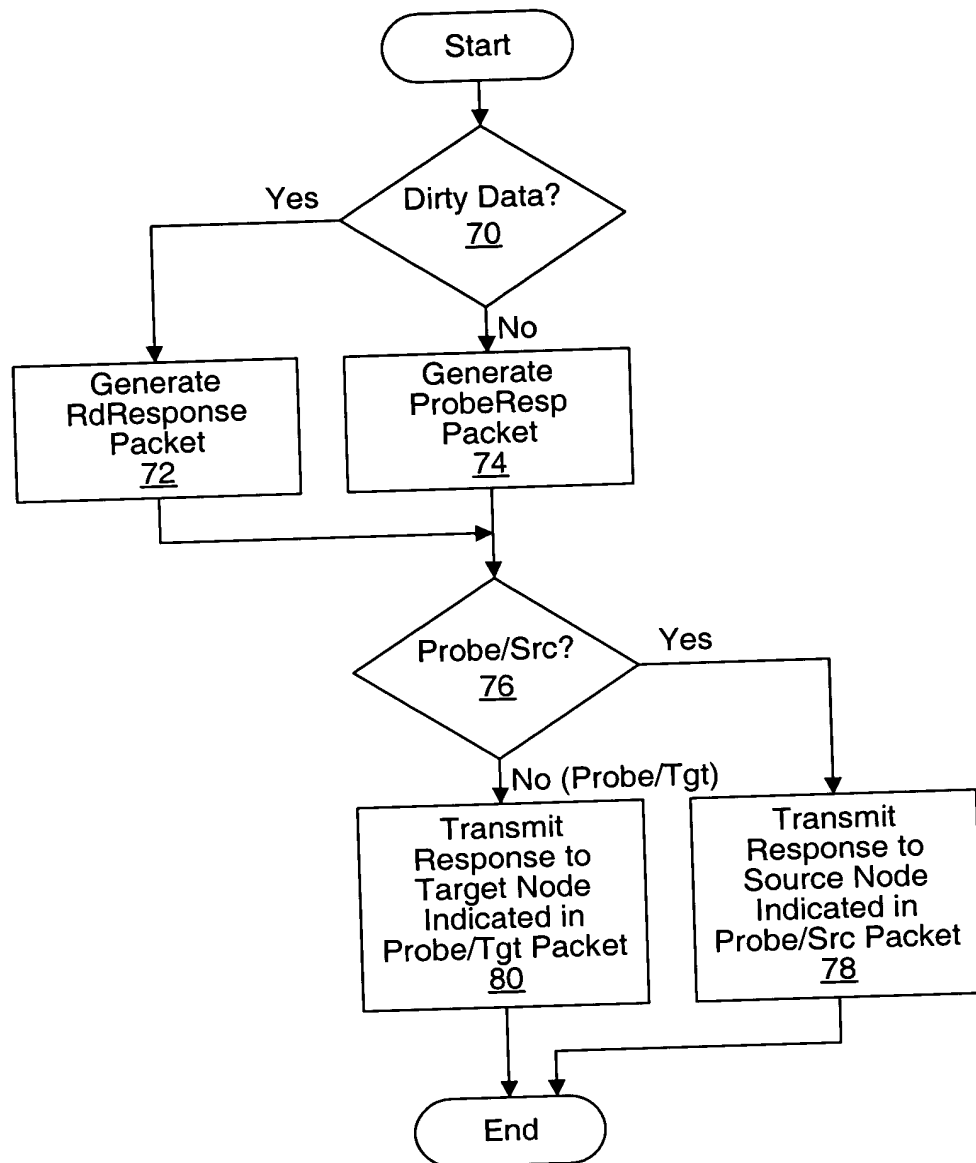 Start
Dirty Data?
70
Yes
No
Generate
RdResponse
Packet
72
Generate
ProbeResp
Packet
74
Probe/Src?
76
Yes
No (Probe/Tgt)
Transmit
Response to
Target Node
Indicated in
Probe/Tgt Packet
80
Transmit
Response to
Source Node
Indicated in
Probe/Src Packet
78
End